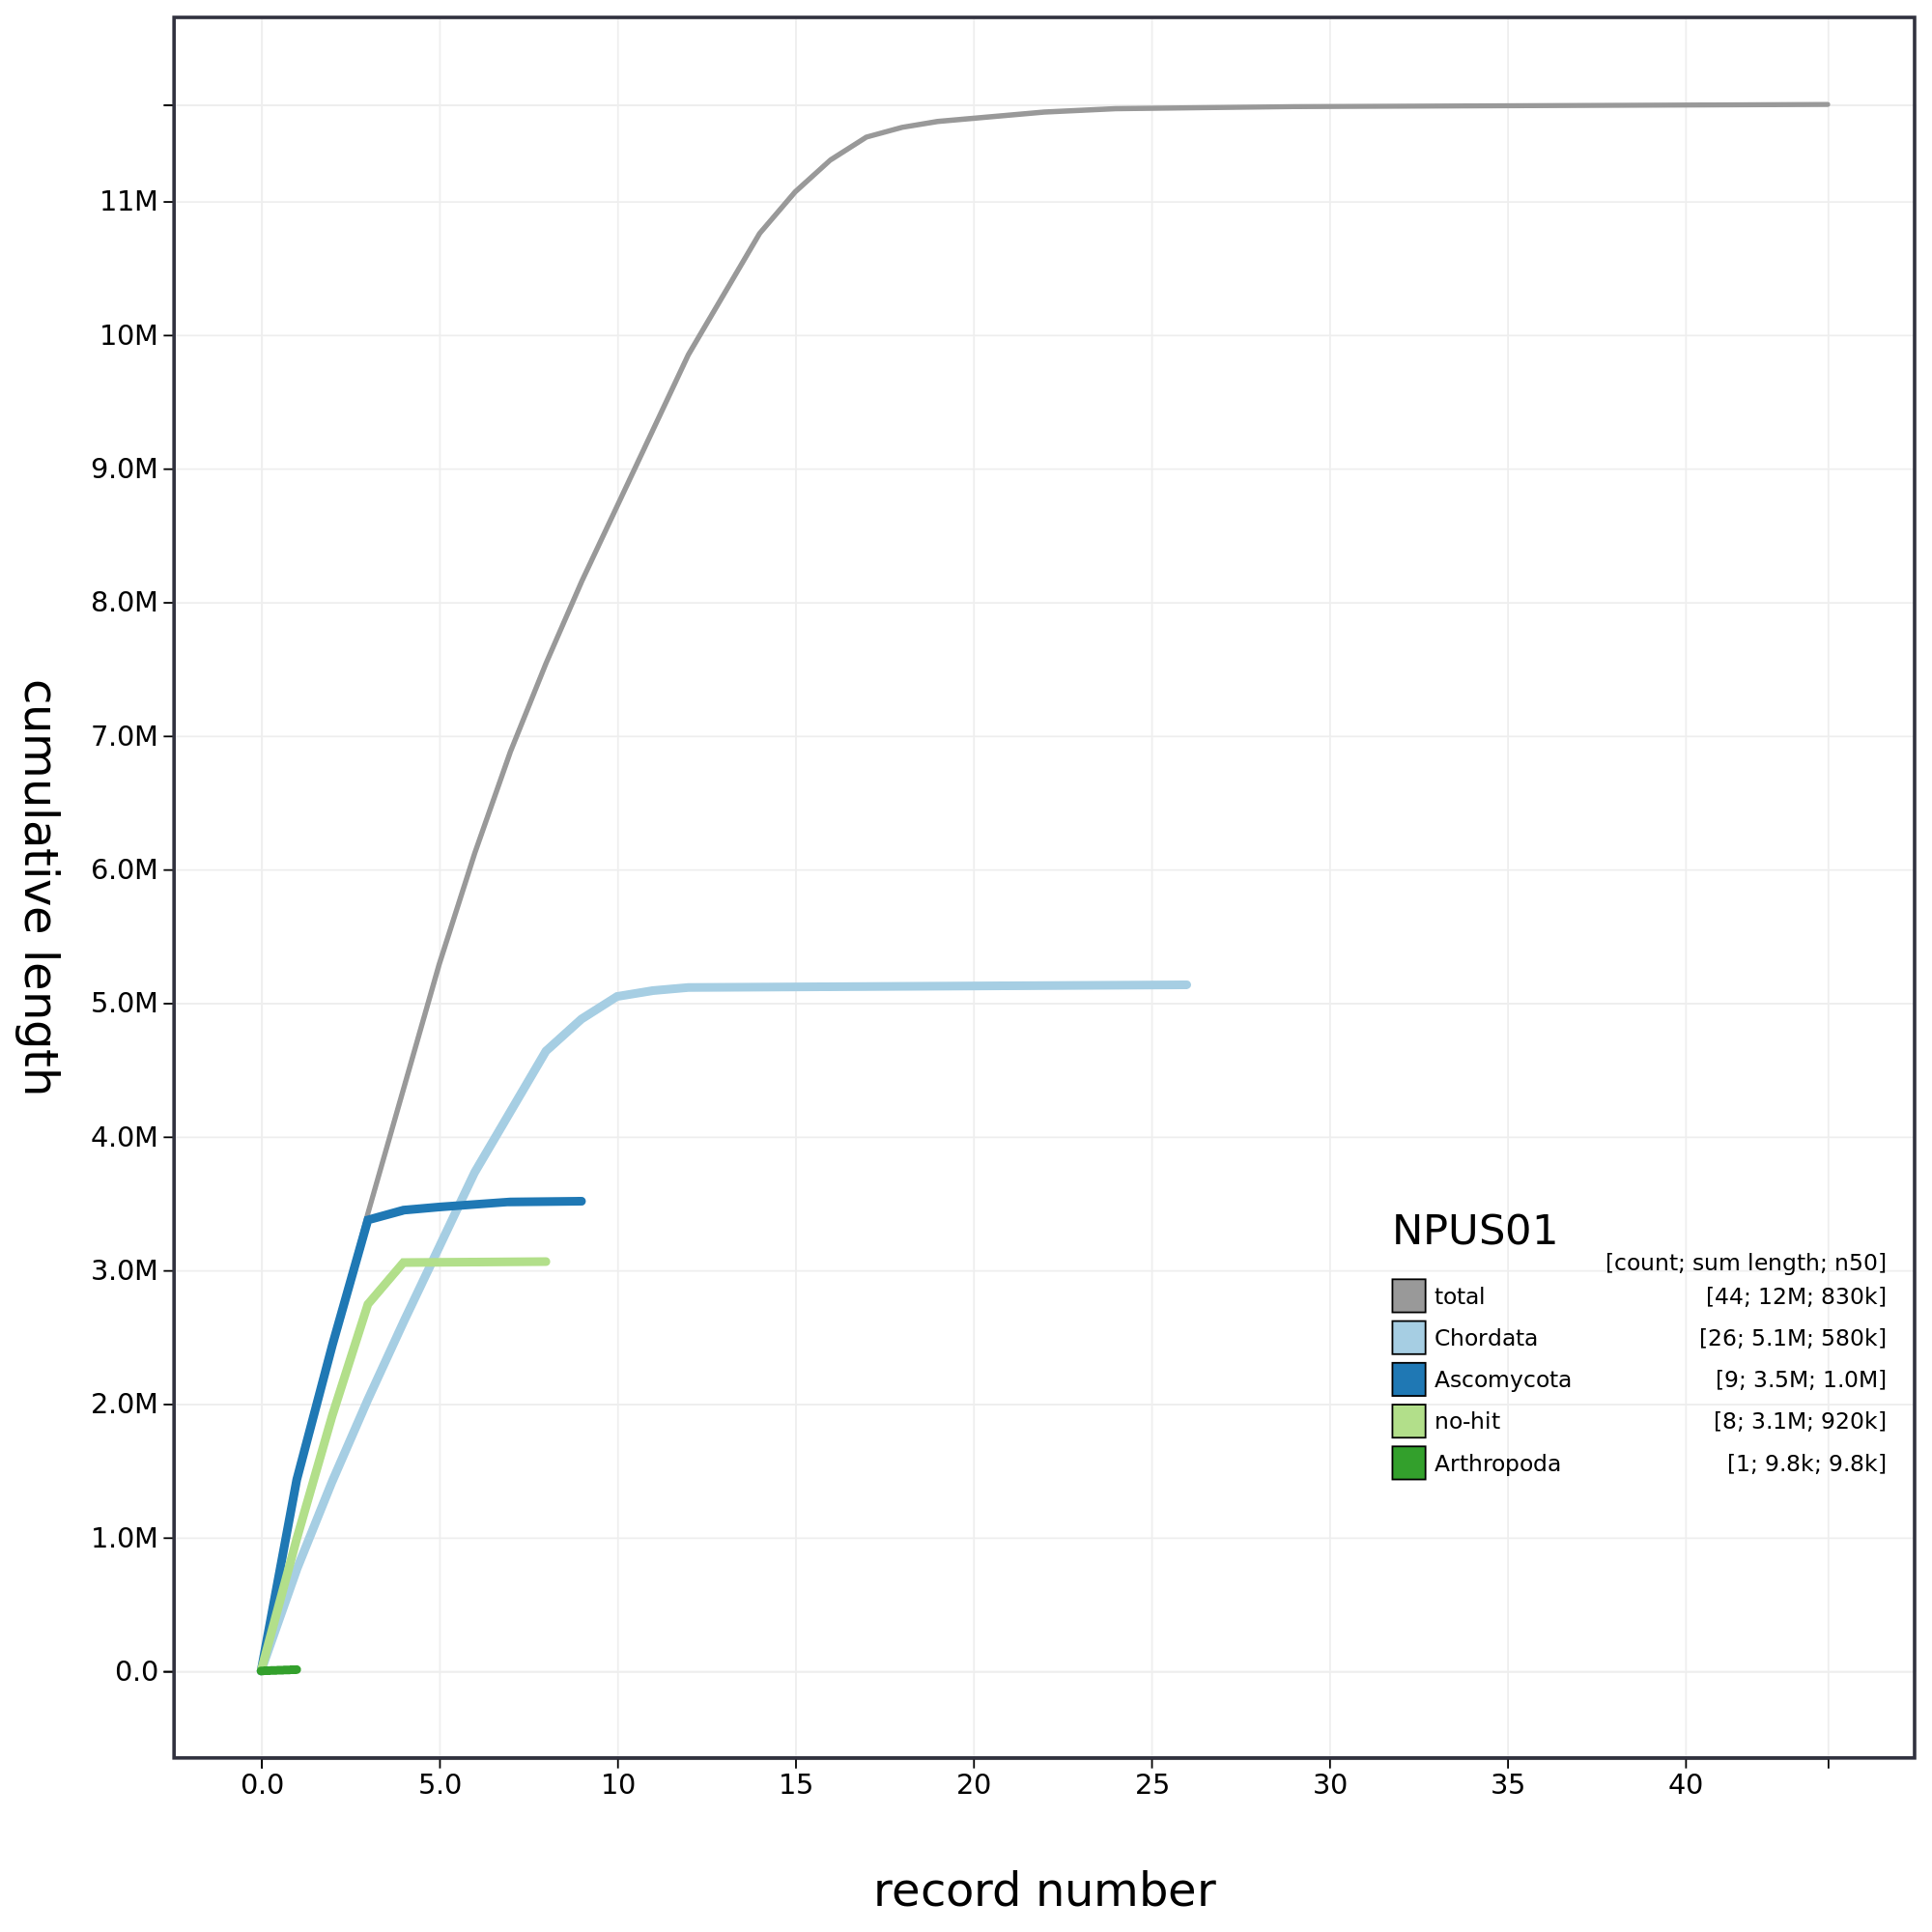 cumulative length
11M
10M
9.0M
8.0M
7.0M
6.0M
5.0M
4.0M
3.0M
2.0M
1.0M
0.0
0.0 5.0 10 15 20 25 30 35 40
record number
NPUS01
[count; sum length; n50]
total [44; 12M; 830k]
Chordata [26; 5.1M; 580k]
Ascomycota [9; 3.5M; 1.0M]
no-hit [8; 3.1M; 920k]
Arthropoda [1; 9.8k; 9.8k]